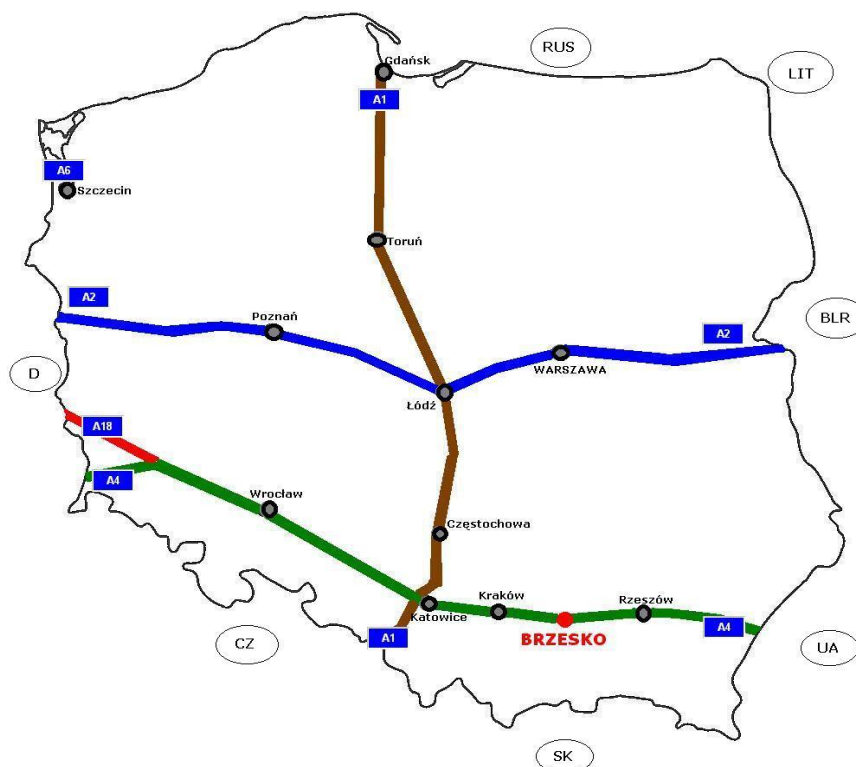 RUS
Gdańsk
LIT
A1
A6
Szczecin
Toruń
A2
Poznań
BLR
A2
WARSZAWA
D
Łódź
A18
A4
Wrocław
Częstochowa
Kraków
Rzeszów
Katowice
A4
A1
BRZESKO
CZ
UA
SK